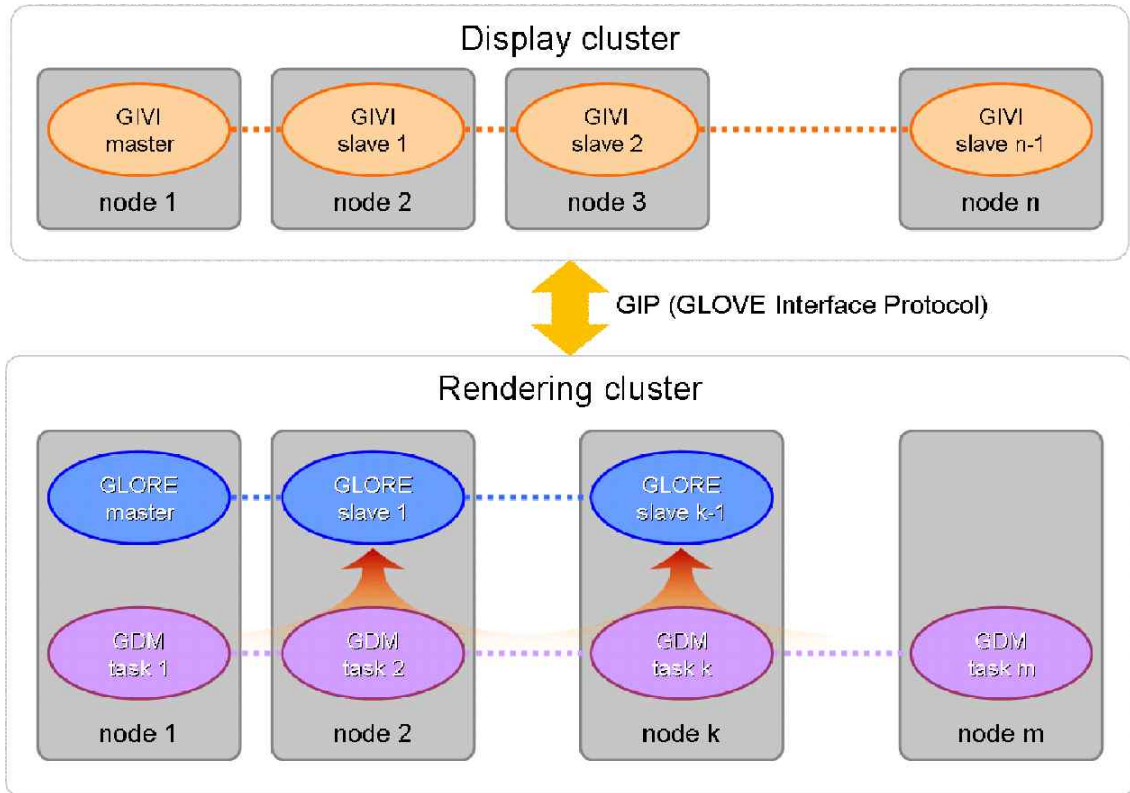 Display cluster
GIVI
master
GIVI
slave 1
GIVI
slave 2
GIVI
slave n-1
node 1
node 2
node 3
node n
GIP (GLOVE Interface Protocol)
Rendering cluster
GLORE
master
GLORE
slave 1
GLORE
slave k-1
GDM
task 1
GDM
task 2
GDM
task k
GDM
task m
node 1
node 2
node k
node m